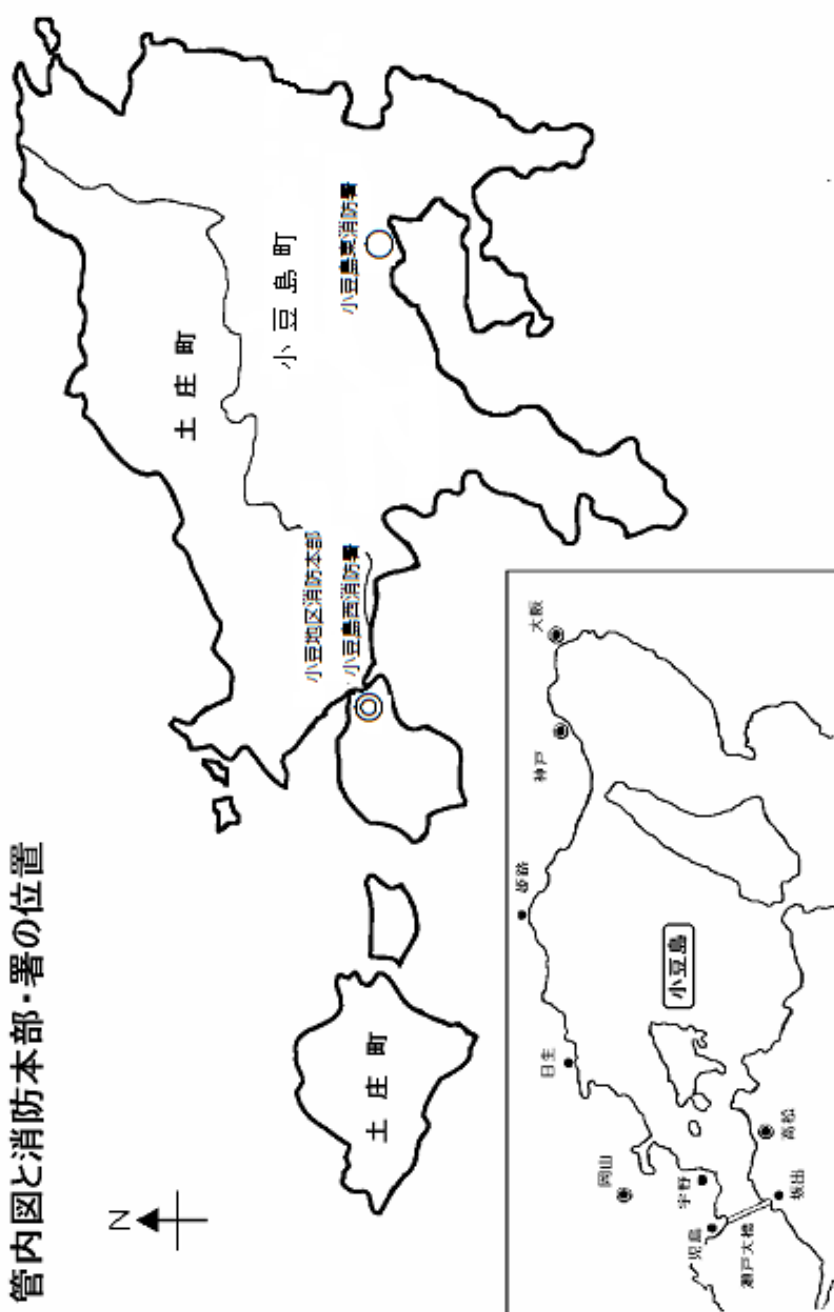 管内図と消防本部・署の位置
N
土庄町
小豆島町
小豆島東消防署
小豆地区消防本部
小豆島西消防署
土庄町
大阪
神戸
姫路
小豆島
日生
岡山
宇野
児島
瀬戸大橋
坂出
高松